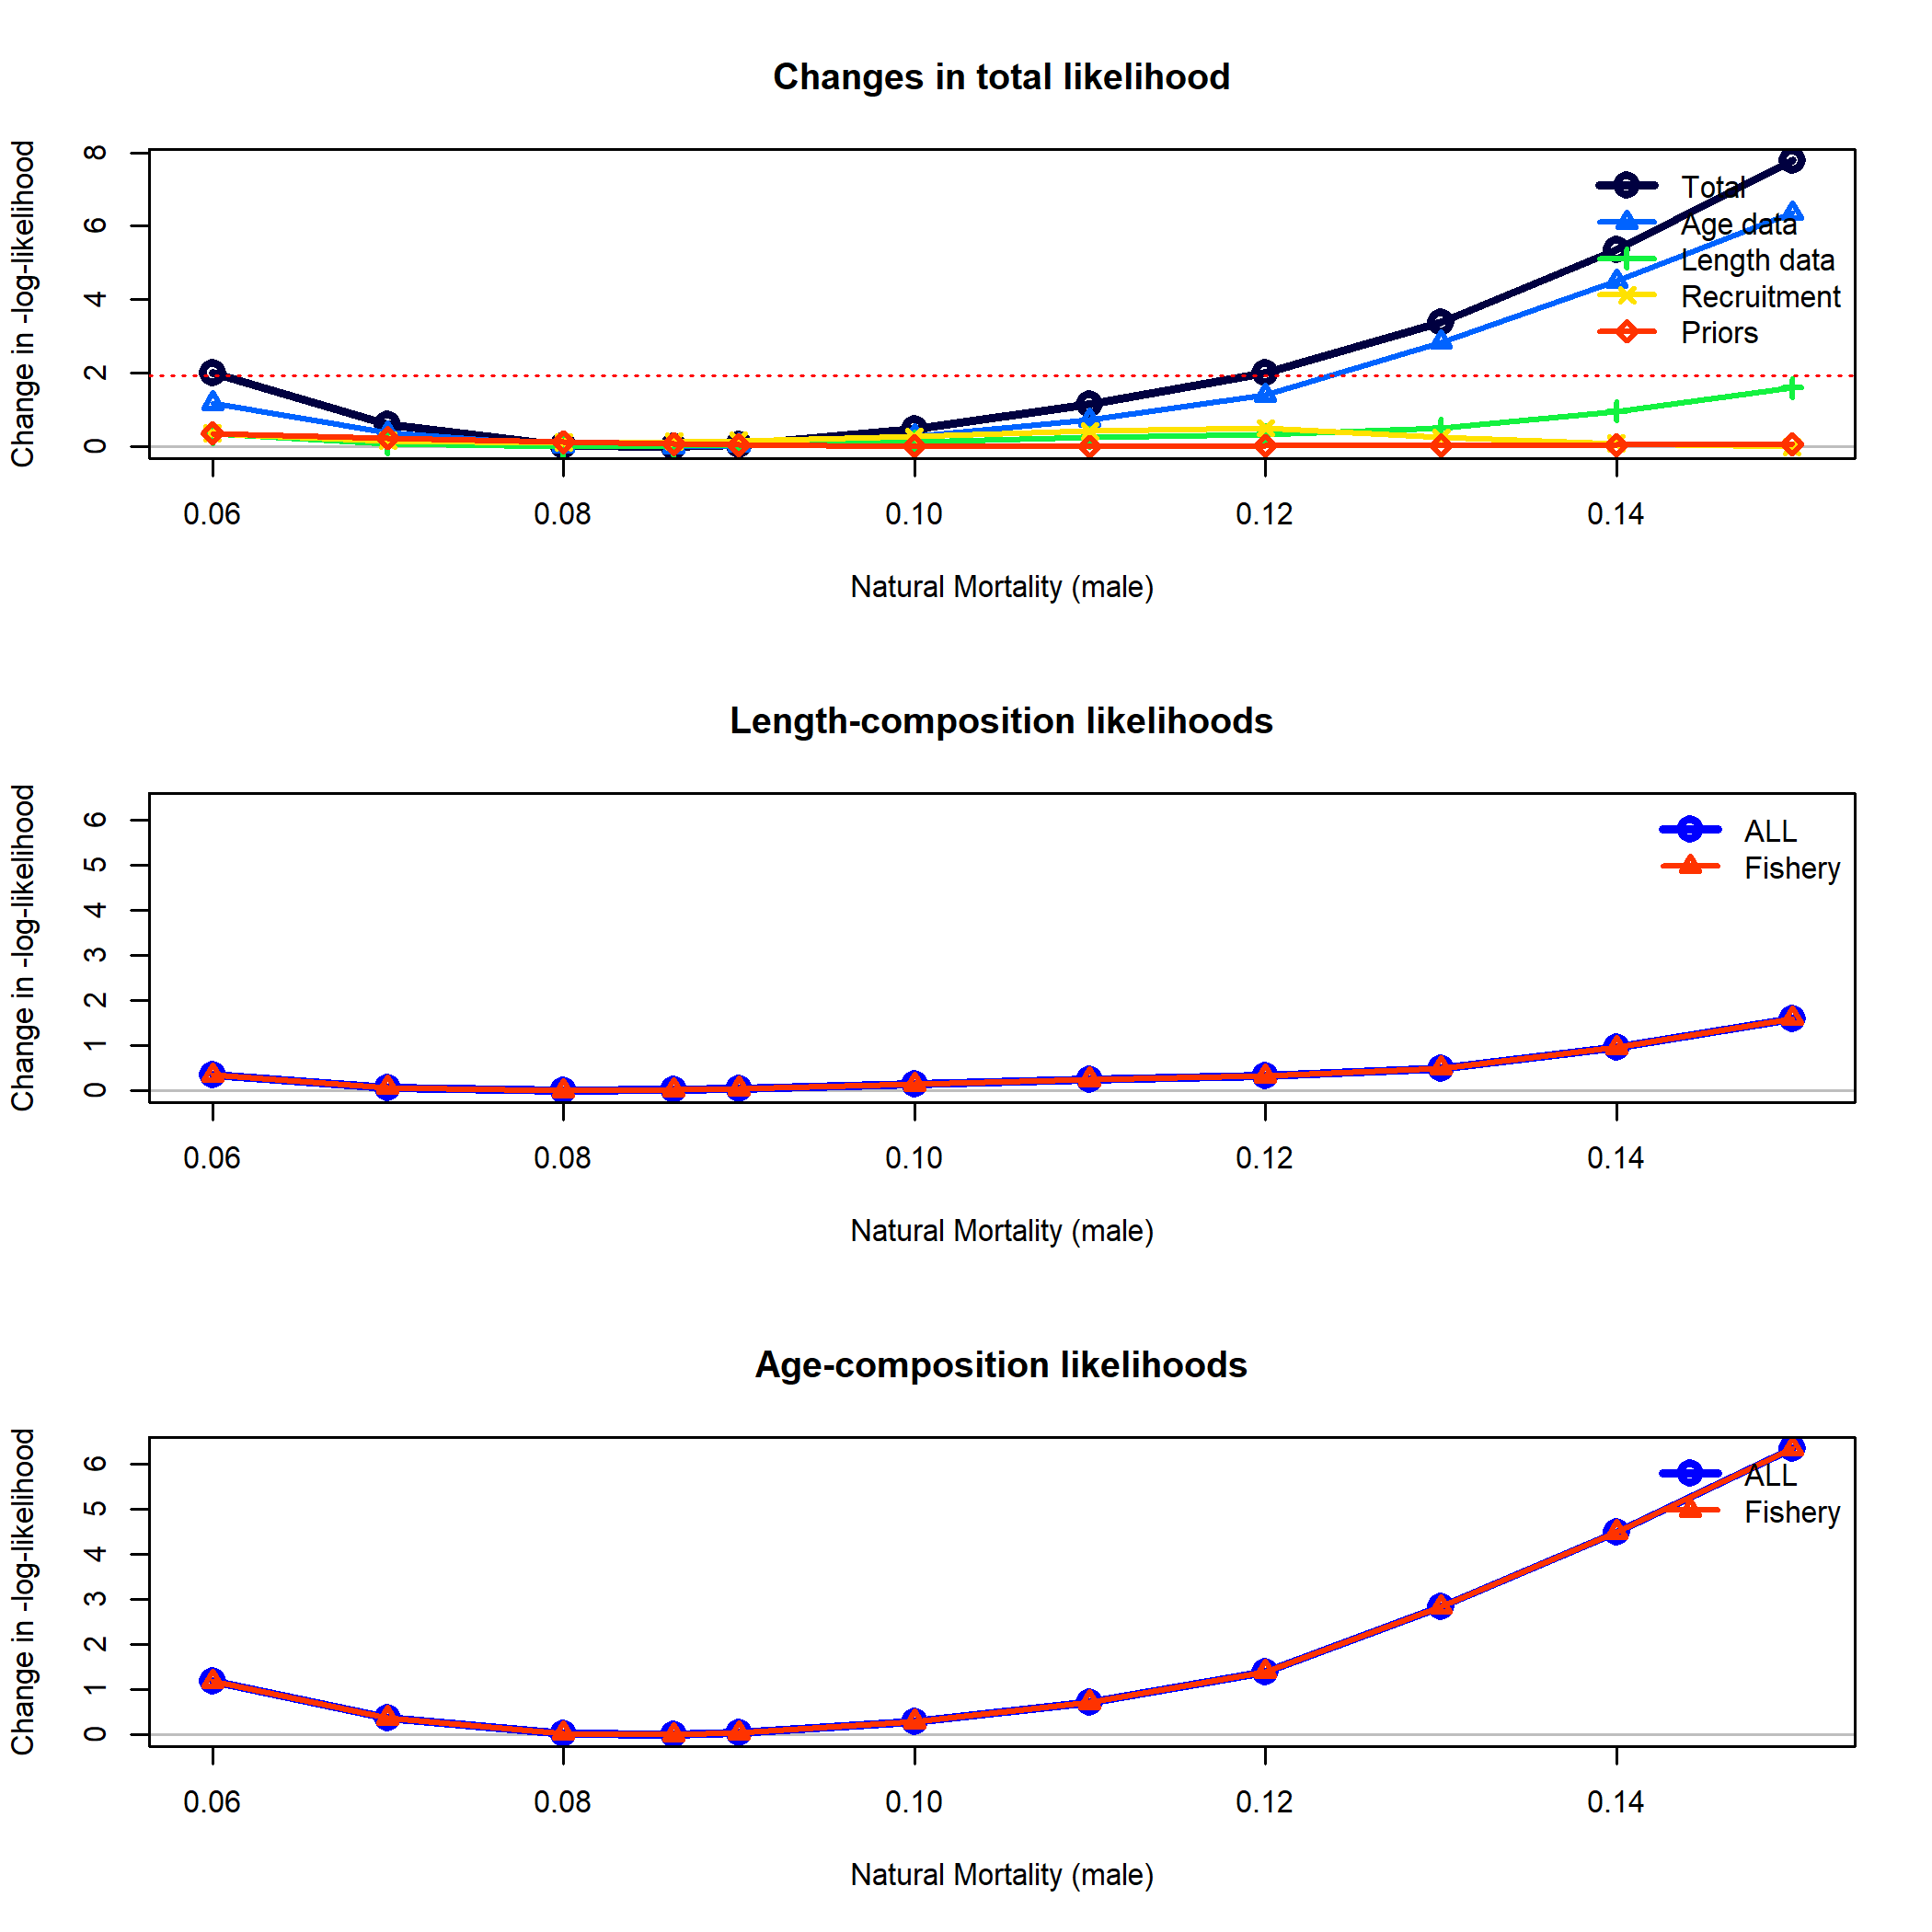 Changes in total likelihood
Change in -log-likelihood
8
6
4
2
0
Total
Age data
Length data
Recruitment
Priors
0.06 0.08 0.10 0.12 0.14
Natural Mortality (male)
Length-composition likelihoods
Change in -log-likelihood
6
5
4
3
2
1
0
ALL
Fishery
0.06 0.08 0.10 0.12 0.14
Natural Mortality (male)
Age-composition likelihoods
Change in -log-likelihood
6
5
4
3
2
1
0
ALL
Fishery
0.06 0.08 0.10 0.12 0.14
Natural Mortality (male)